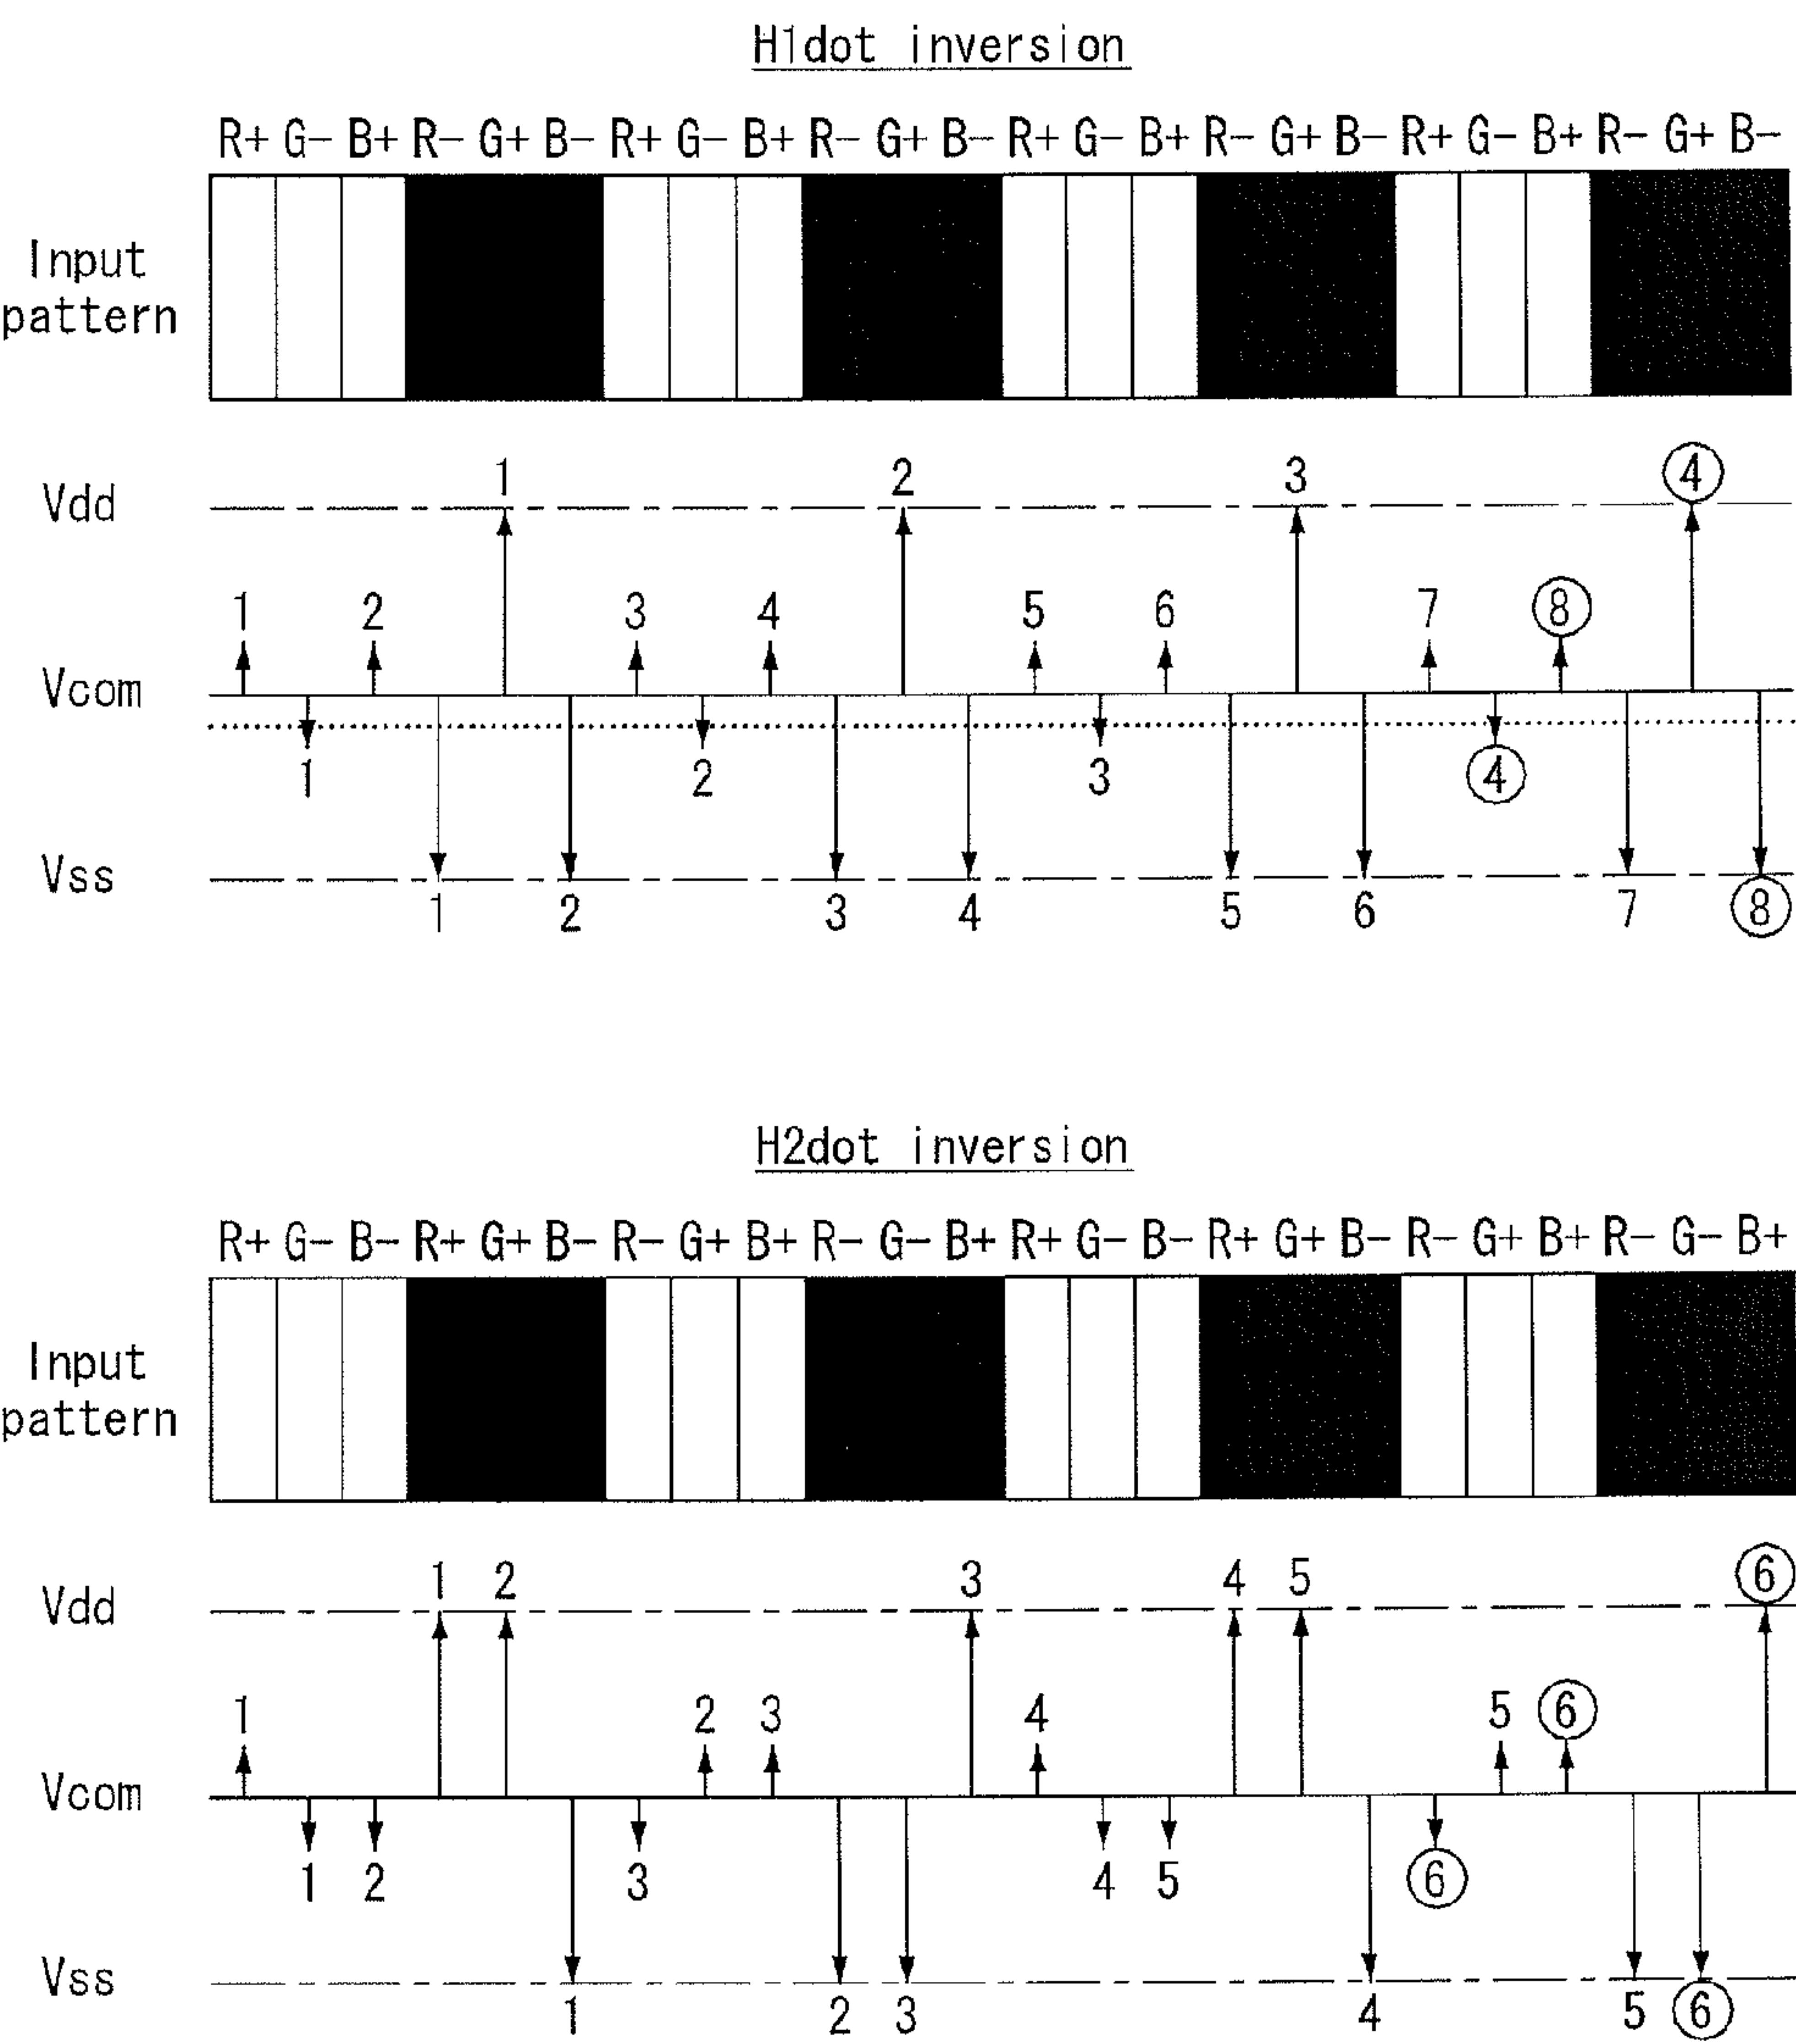 H1dot inversion
R+ G- B+ R- G+ B- R+ G- B+ R- G+ B- R+ G- B+ R- G+ B- R+ G- B+ R- G+ B-
Input
pattern
1 2 3 4
Vdd
1 2 3 4 5 6 7 8
Vcom
1 2 3 4
Vss
1 2 3 4 5 6 7 8
H2dot inversion
R+ G- B- R+ G+ B- R- G+ B+ R- G- B+ R+ G- B- R+ G+ B- R- G+ B+ R- G- B+
Input
pattern
1 2 3 4 5 6
Vdd
1 2 3 4 5 6
Vcom
1 2 3 4 5 6
Vss
1 2 3 4 5 6